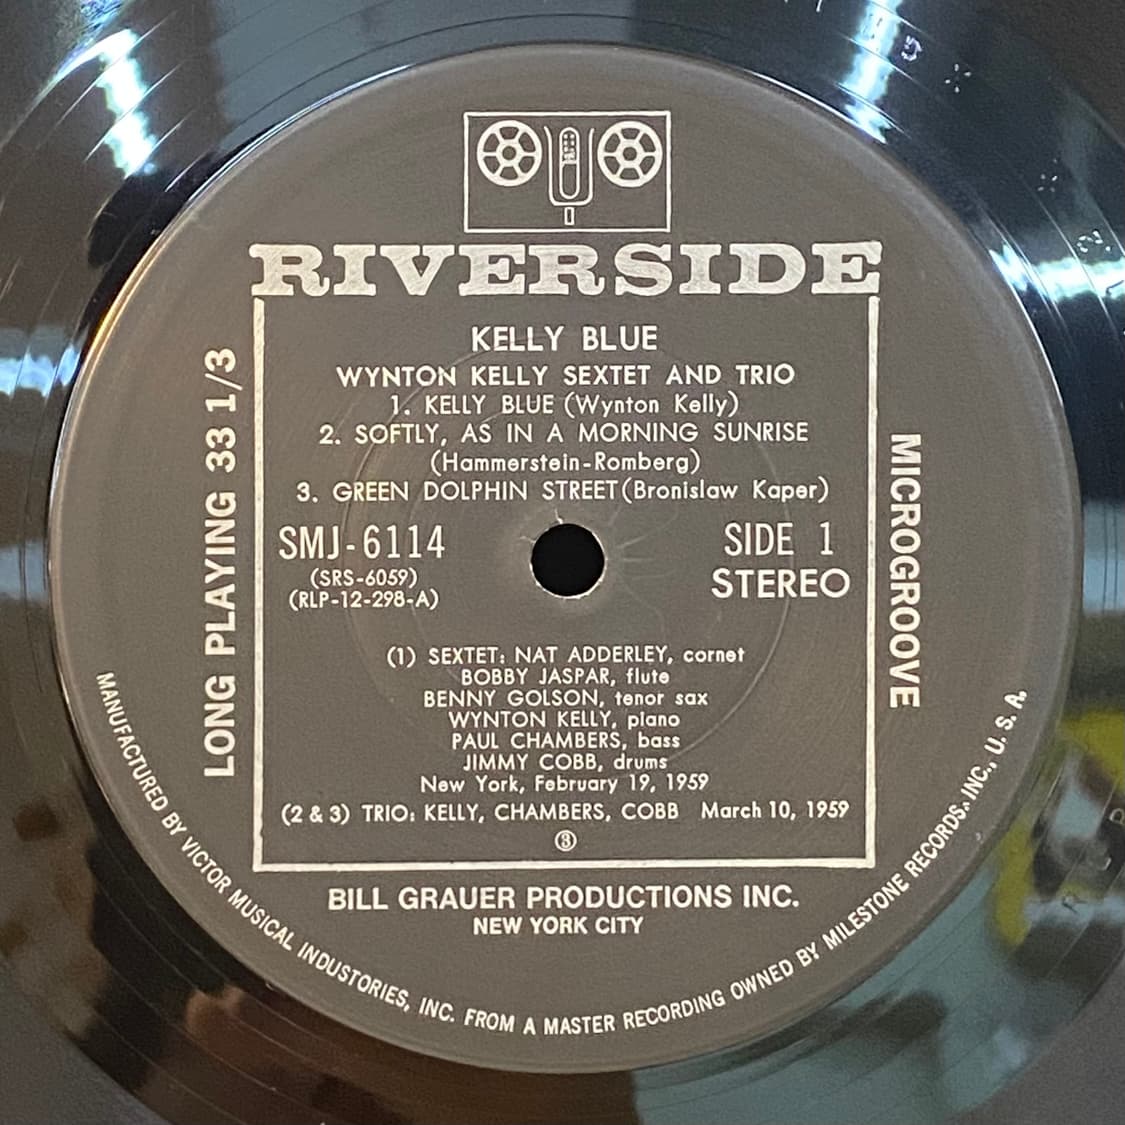 RIVERSIDE
KELLY BLUE
WYNTON KELLY SEXTET AND TRIO
1. KELLY BLUE (Wynton Kelly)
2. SOFTLY, AS IN A MORNING SUNRISE
(Hammerstein-Romberg)
3. GREEN DOLPHIN STREET (Bronislaw Kaper)
SMJ-6114
(SRS-6059)
(RLP-12-298-A)
SIDE 1
STEREO
(1) SEXTET: NAT ADDERLEY, cornet
BOBBY JASPAR, flute
BENNY GOLSON, tenor sax
WYNTON KELLY, piano
PAUL CHAMBERS, bass
JIMMY COBB, drums
New York, February 19, 1959
(2 & 3) TRIO: KELLY, CHAMBERS, COBB March 10, 1959
③
BILL GRAUER PRODUCTIONS INC.
NEW YORK CITY
LONG PLAYING 33 1/3
MICROGROOVE
MANUFACTURED BY VICTOR MUSICAL INDUSTORIES, INC. FROM A MASTER RECORDING OWNED BY MILESTONE RECORDS, INC., U. S. A.